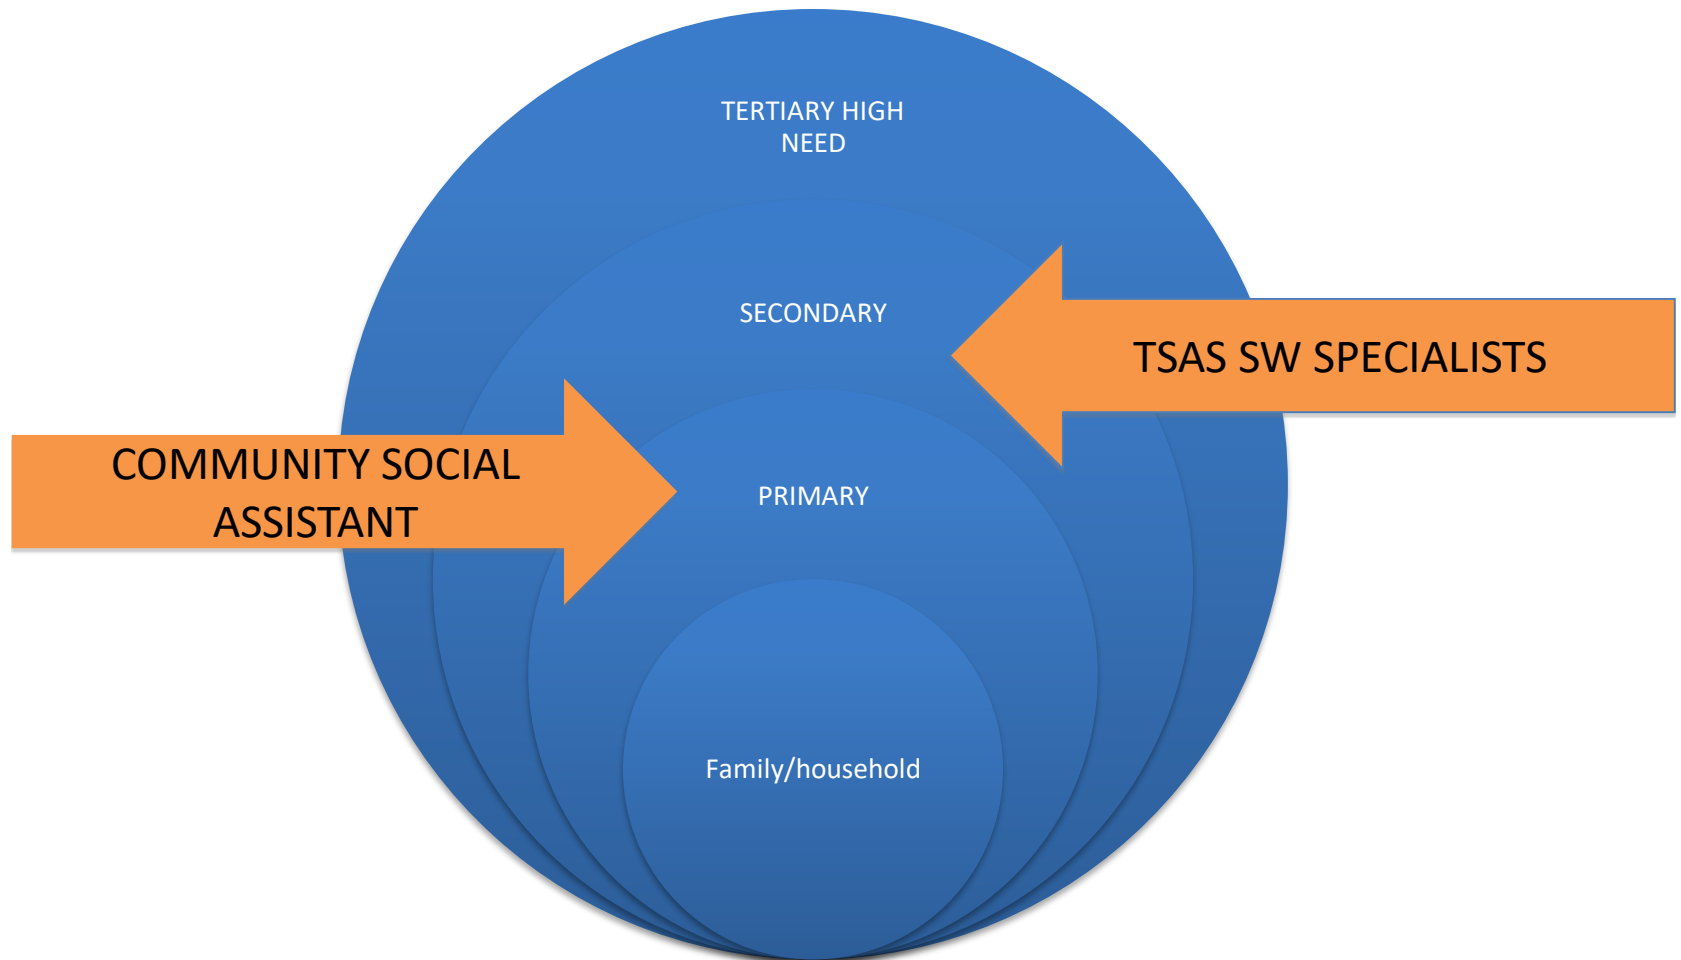 TERTIARY HIGH
NEED
SECONDARY
TSAS SW SPECIALISTS
COMMUNITY SOCIAL
ASSISTANT
PRIMARY
Family/household